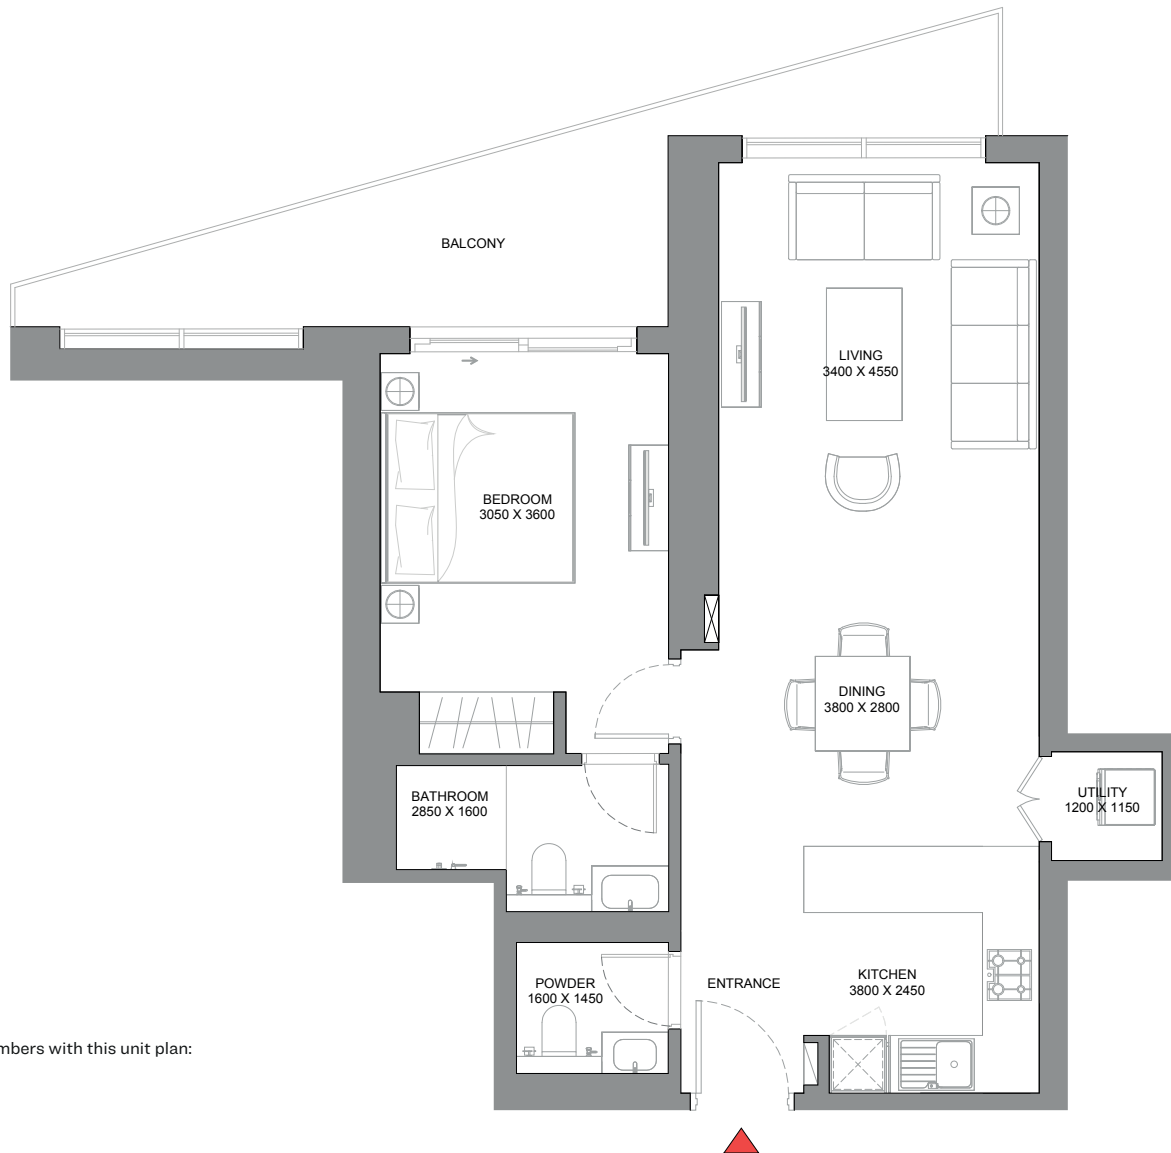 BALCONY
LIVING
3400 X 4550
BEDROOM
3050 X 3600
DINING
3800 X 2800
BATHROOM
2850 X 1600
UTILITY
1200 X 1150
POWDER
1600 X 1450
ENTRANCE
KITCHEN
3800 X 2450
mbers with this unit plan: